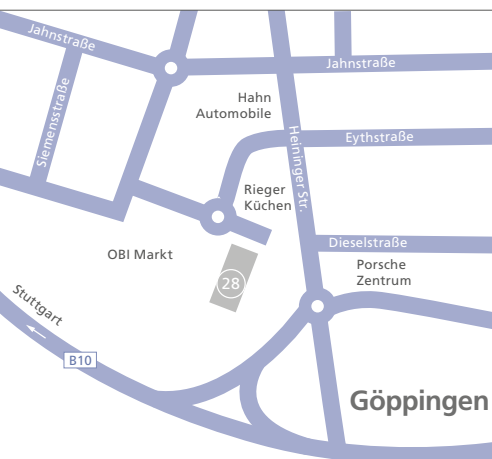 Jahnstraße
Jahnstraße
Siemensstraße
Hahn
Automobile
Heininger Str.
Eythstraße
Rieger
Küchen
OBI Markt
28
Dieselstraße
Porsche
Zentrum
Stuttgart
B10
Göppingen